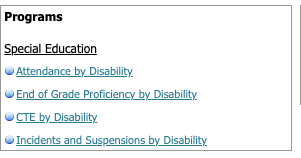 Programs
Special Education
Attendance by Disability
End of Grade Proficiency by Disability
CTE by Disability
Incidents and Suspensions by Disability